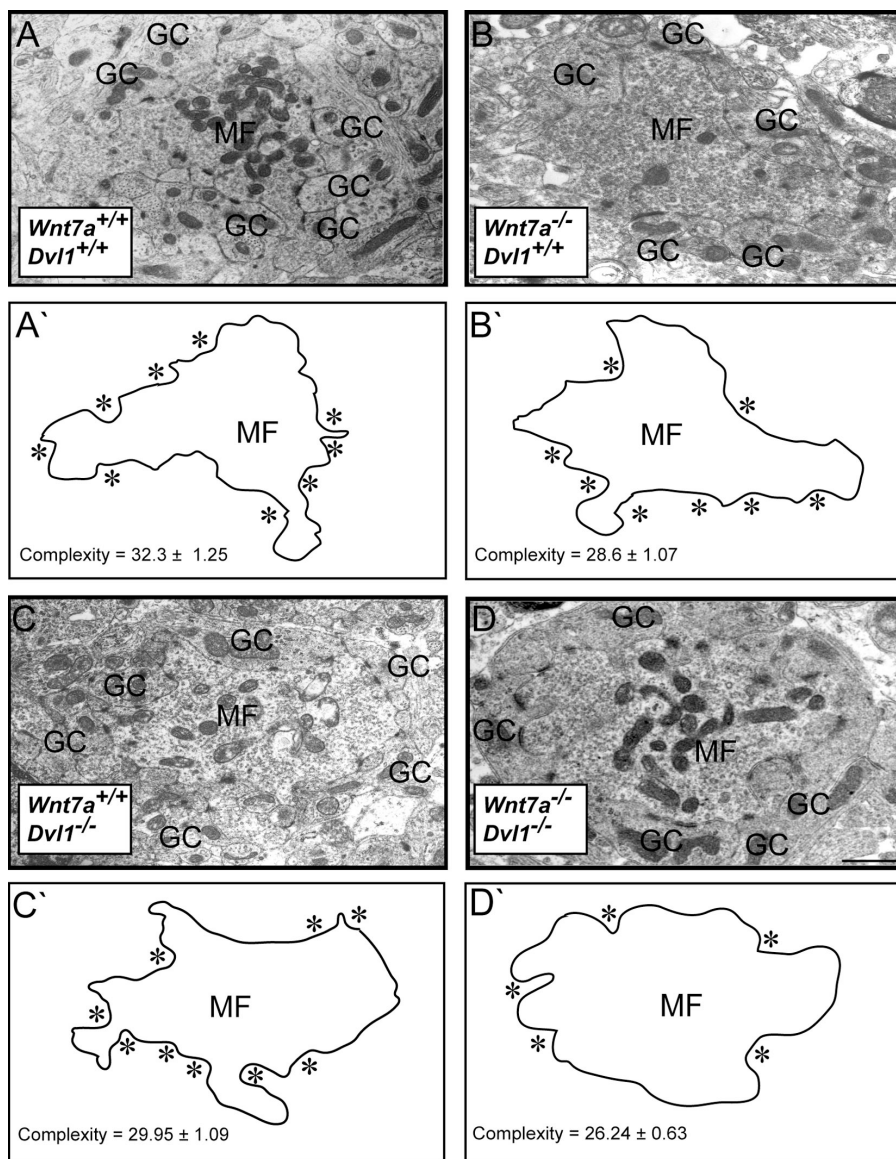 A
GC
GC
MF
GC
GC
GC
GC
Wnt7a+/+
Dvl1+/+
B
GC
GC
MF
GC
GC
GC
Wnt7a-/-
Dvl1+/+
A`
*
*
*
*
MF
*
*
*
*
*
Complexity = 32.3 ± 1.25
B`
*
*
MF
*
*
*
*
*
*
Complexity = 28.6 ± 1.07
C
GC
GC
GC
MF
GC
GC
GC
Wnt7a+/+
Dvl1-/-
D
GC
GC
MF
GC
GC
GC
Wnt7a-/-
Dvl1-/-
C`
*
*
*
MF
*
*
*
*
*
*
Complexity = 29.95 ± 1.09
D`
*
*
*
MF
*
*
Complexity = 26.24 ± 0.63